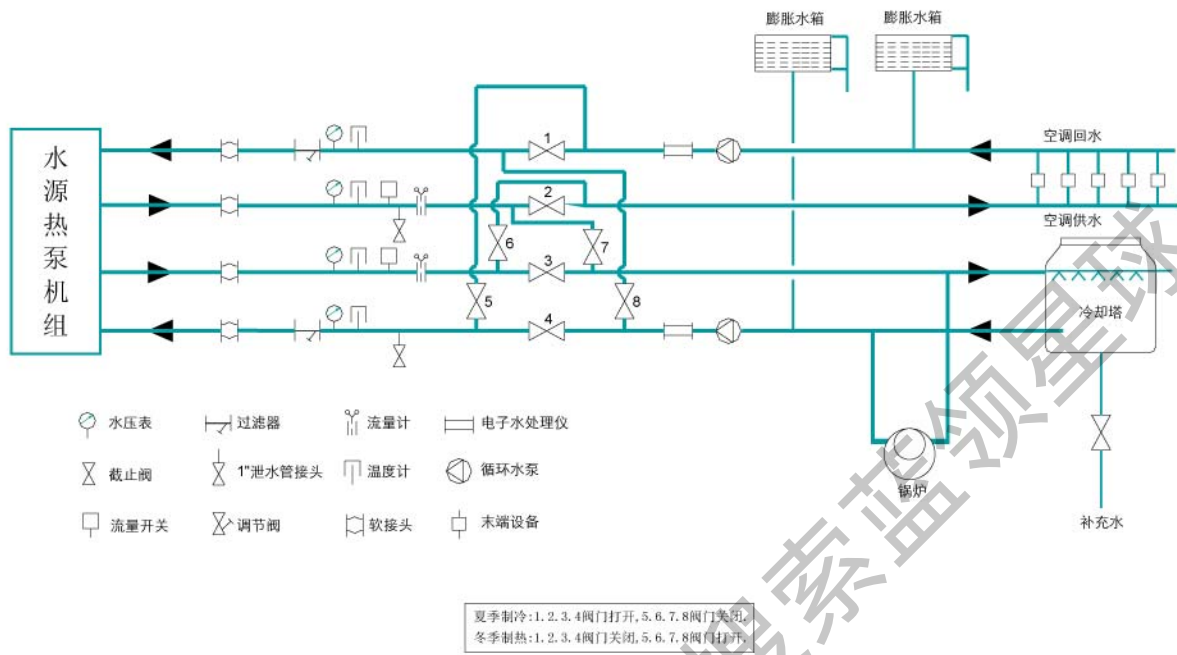 膨胀水箱
膨胀水箱
空调回水
空调供水
水源热泵机组
1
2
6
7
3
5
8
4
冷却塔
锅炉
补充水
水压表
过滤器
流量计
电子水处理仪
截止阀
1"泄水管接头
温度计
循环水泵
流量开关
调节阀
软接头
末端设备
夏季制冷:1.2.3.4阀门打开,5.6.7.8阀门关闭.
冬季制热:1.2.3.4阀门关闭,5.6.7.8阀门打开.
搜索蓝领星球